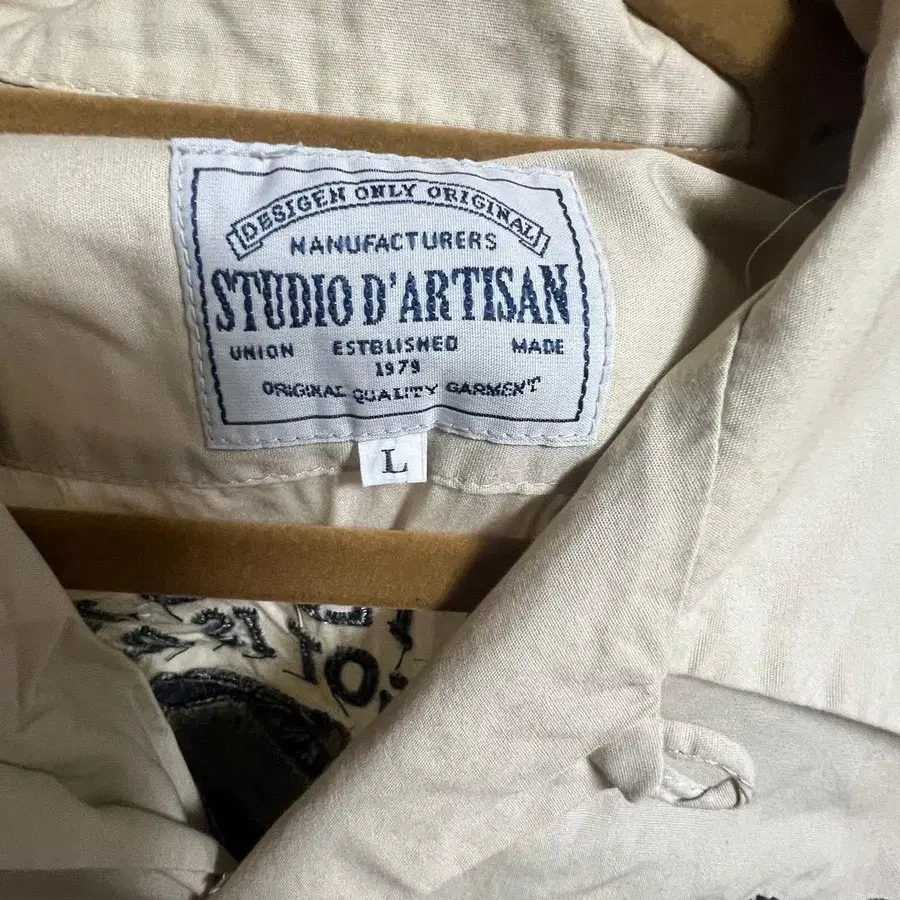 DESIGEN ONLY ORIGINAL
MANUFACTURERS
STUDIO D'ARTISAN
UNION ESTBLISHED MADE
1979
ORIGINAL QUALITY GARMENT
L